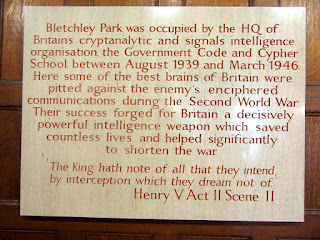 Bletchley Park was occupied by the HQ of
Britain's cryptanalytic and signals intelligence
organisation, the Government Code and Cypher
School between August 1939 and March 1946.
Here some of the best brains of Britain were
pitted against the enemy's enciphered
communications during the Second World War.
Their success forged for Britain a decisively
powerful intelligence weapon which saved
countless lives and helped significantly
to shorten the war
'The King hath note of all that they intend,
by interception which they dream not of.'
Henry V Act II Scene II